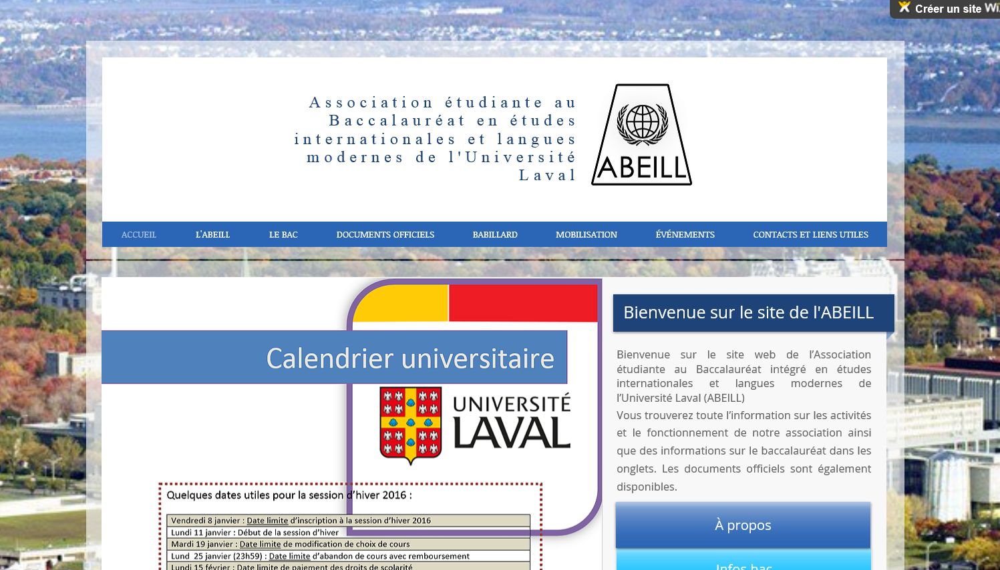 Créer un site
Association étudiante au
Baccalauréat en études
internationales et langues
modernes de l'Université
Laval
ABEILL
ACCUEIL
L'ABEILL
LE BAC
DOCUMENTS OFFICIELS
BABILLARD
MOBILISATION
ÉVÉNEMENTS
CONTACTS ET LIENS UTILES
Calendrier universitaire
UNIVERSITÉ
LAVAL
Quelques dates utiles pour la session d'hiver 2016 :
Vendredi 8 janvier : Date limite d'inscription à la session d'hiver 2016
Lundi 11 janvier : Début de la session d'hiver
Mardi 19 janvier : Date limite de modification de choix de cours
Lund 25 janvier (23h59) : Date limite d'abandon de cours avec remboursement
Lundi 15 février : Date limite de paiement des droits de scolarité
Bienvenue sur le site de l'ABEILL
Bienvenue sur le site web de l’Association
étudiante au Baccalauréat intégré en études
internationales et langues modernes de
l’Université Laval (ABEILL)
Vous trouverez toute l’information sur les activités
et le fonctionnement de notre association ainsi
que des informations sur le baccalauréat dans les
onglets. Les documents officiels sont également
disponibles.
À propos
Infos bac